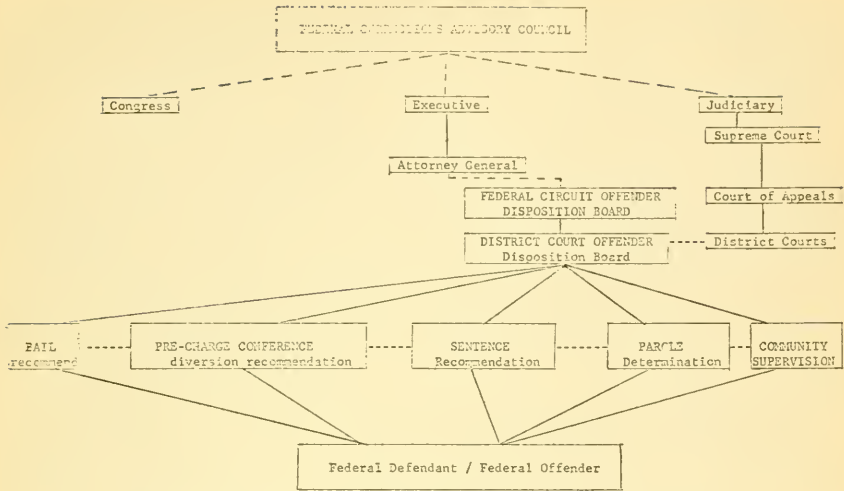 FEDERAL CORRECTIONS ADVISORY COUNCIL
Congress
Executive
Judiciary
Supreme Court
Attorney General
FEDERAL CIRCUIT OFFENDER
DISPOSITION BOARD
Court of Appeals
DISTRICT COURT OFFENDER
Disposition Board
District Courts
BAIL
recommend
PRE-CHARGE CONFERENCE
diversion recommendation
SENTENCE
Recommendation
PAROLE
Determination
COMMUNITY
SUPERVISION
Federal Defendant / Federal Offender